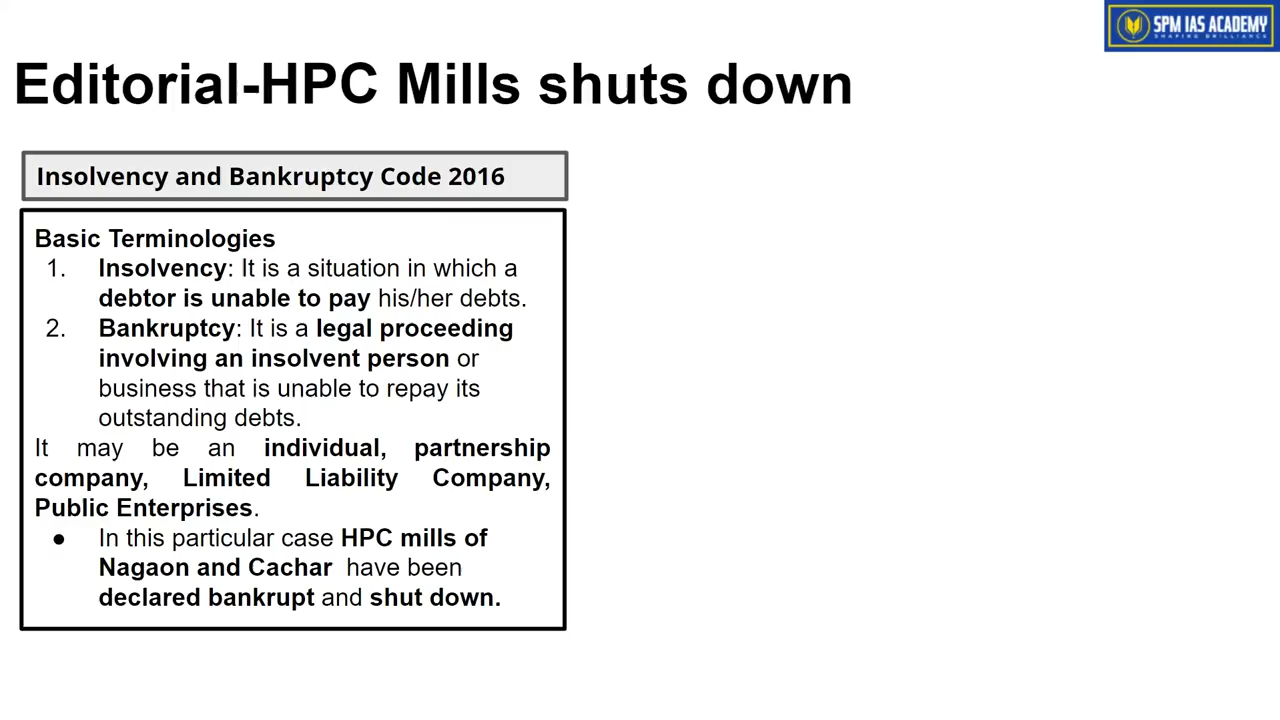 SPM IAS ACADEMY
SHAPING BRILLIANCE
Editorial-HPC Mills shuts down
Insolvency and Bankruptcy Code 2016
Basic Terminologies
1. Insolvency: It is a situation in which a
debtor is unable to pay his/her debts.
2. Bankruptcy: It is a legal proceeding
involving an insolvent person or
business that is unable to repay its
outstanding debts.
It may be an individual, partnership
company, Limited Liability Company,
Public Enterprises.
● In this particular case HPC mills of
Nagaon and Cachar have been
declared bankrupt and shut down.